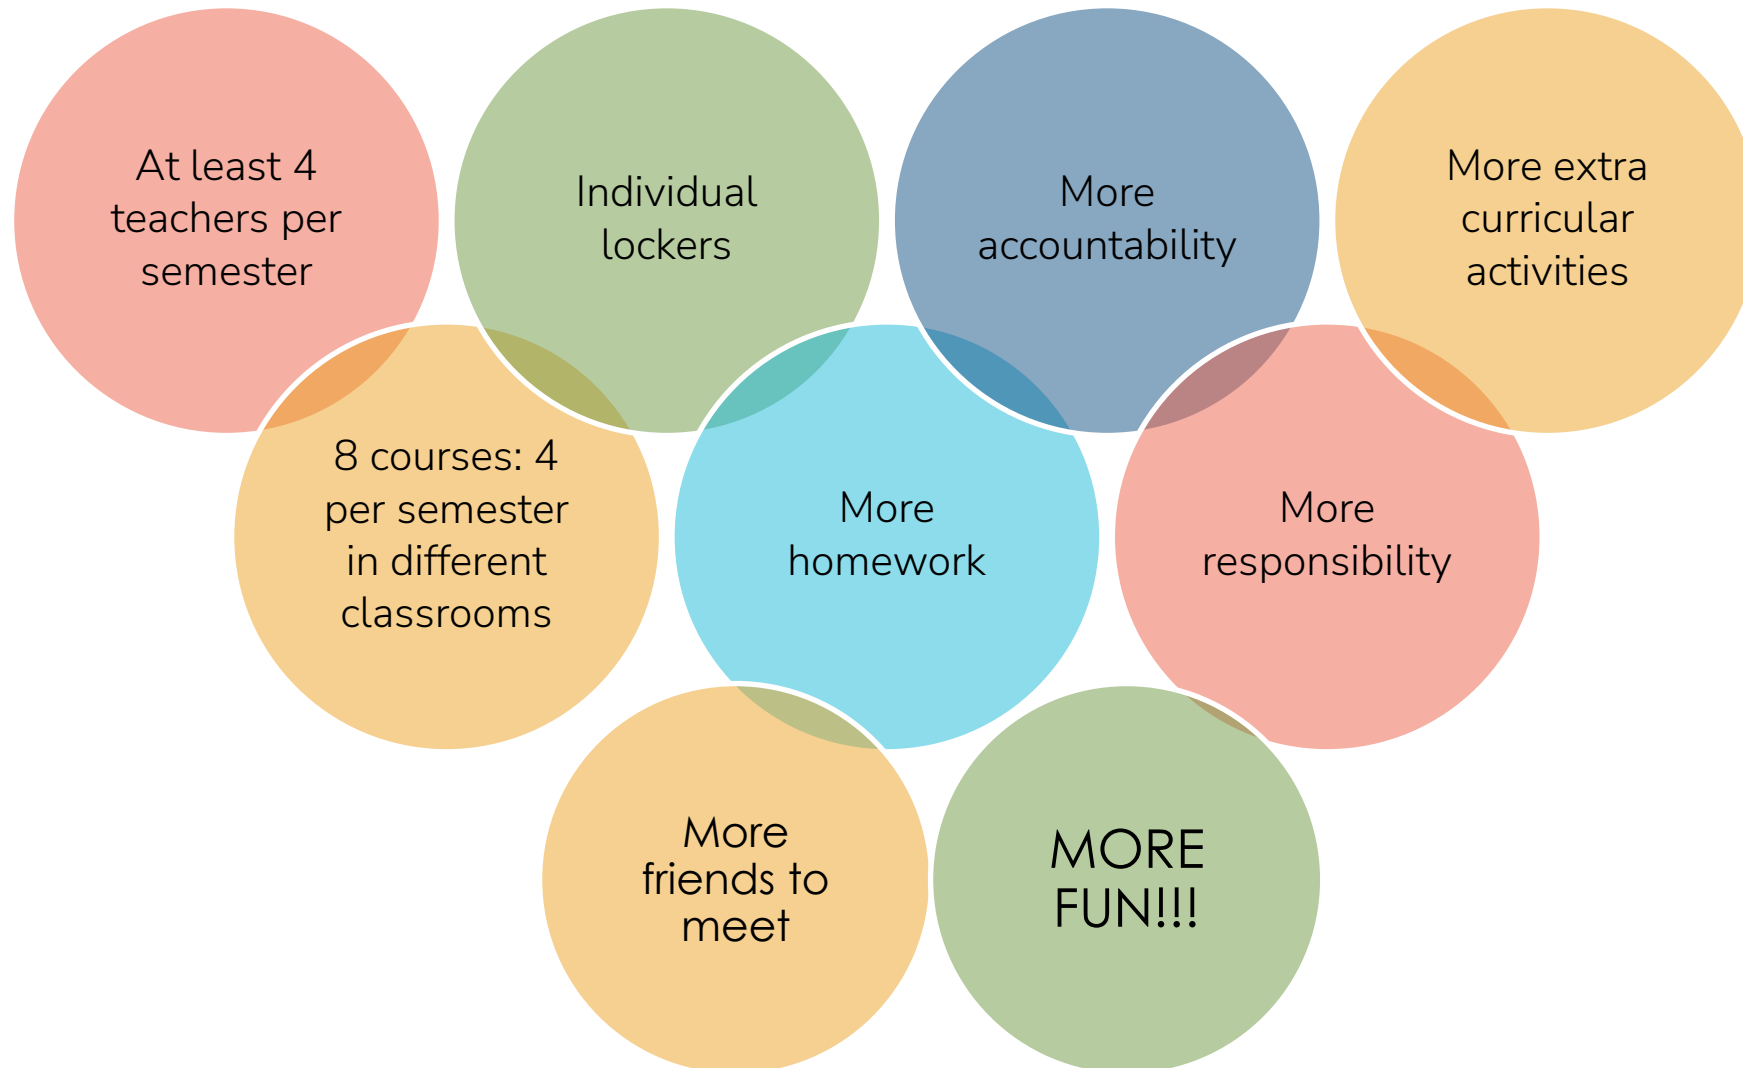 At least 4
teachers per
semester
Individual
lockers
More
accountability
More extra
curricular
activities
8 courses: 4
per semester
in different
classrooms
More
homework
More
responsibility
More
friends to
meet
MORE
FUN!!!